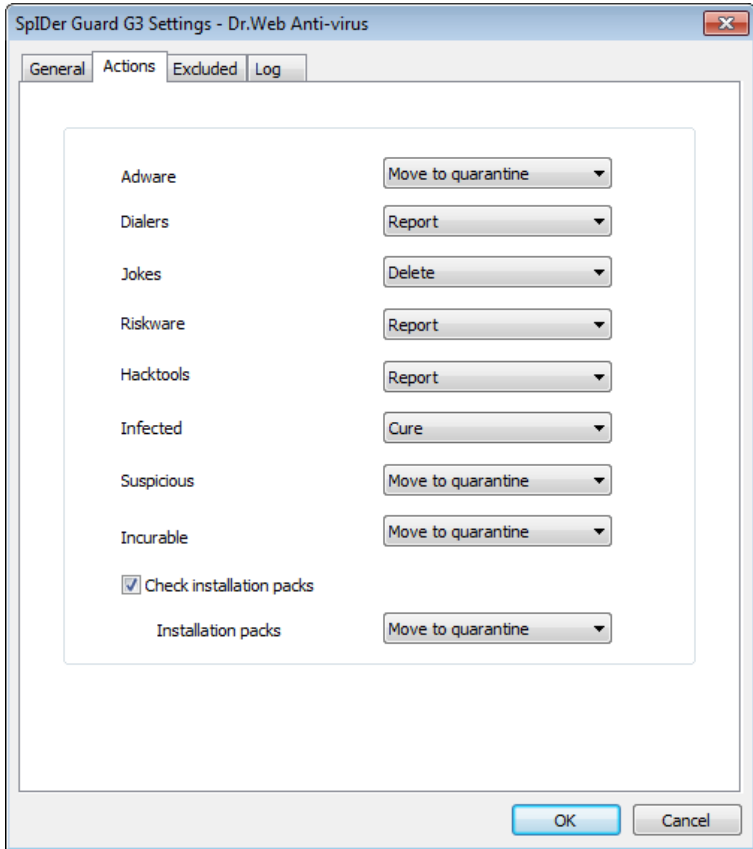 SpIDer Guard G3 Settings - Dr.Web Anti-virus
General Actions Excluded Log
Adware Move to quarantine
Dialers Report
Jokes Delete
Riskware Report
Hacktools Report
Infected Cure
Suspicious Move to quarantine
Incurable Move to quarantine
Check installation packs
Installation packs Move to quarantine
OK Cancel